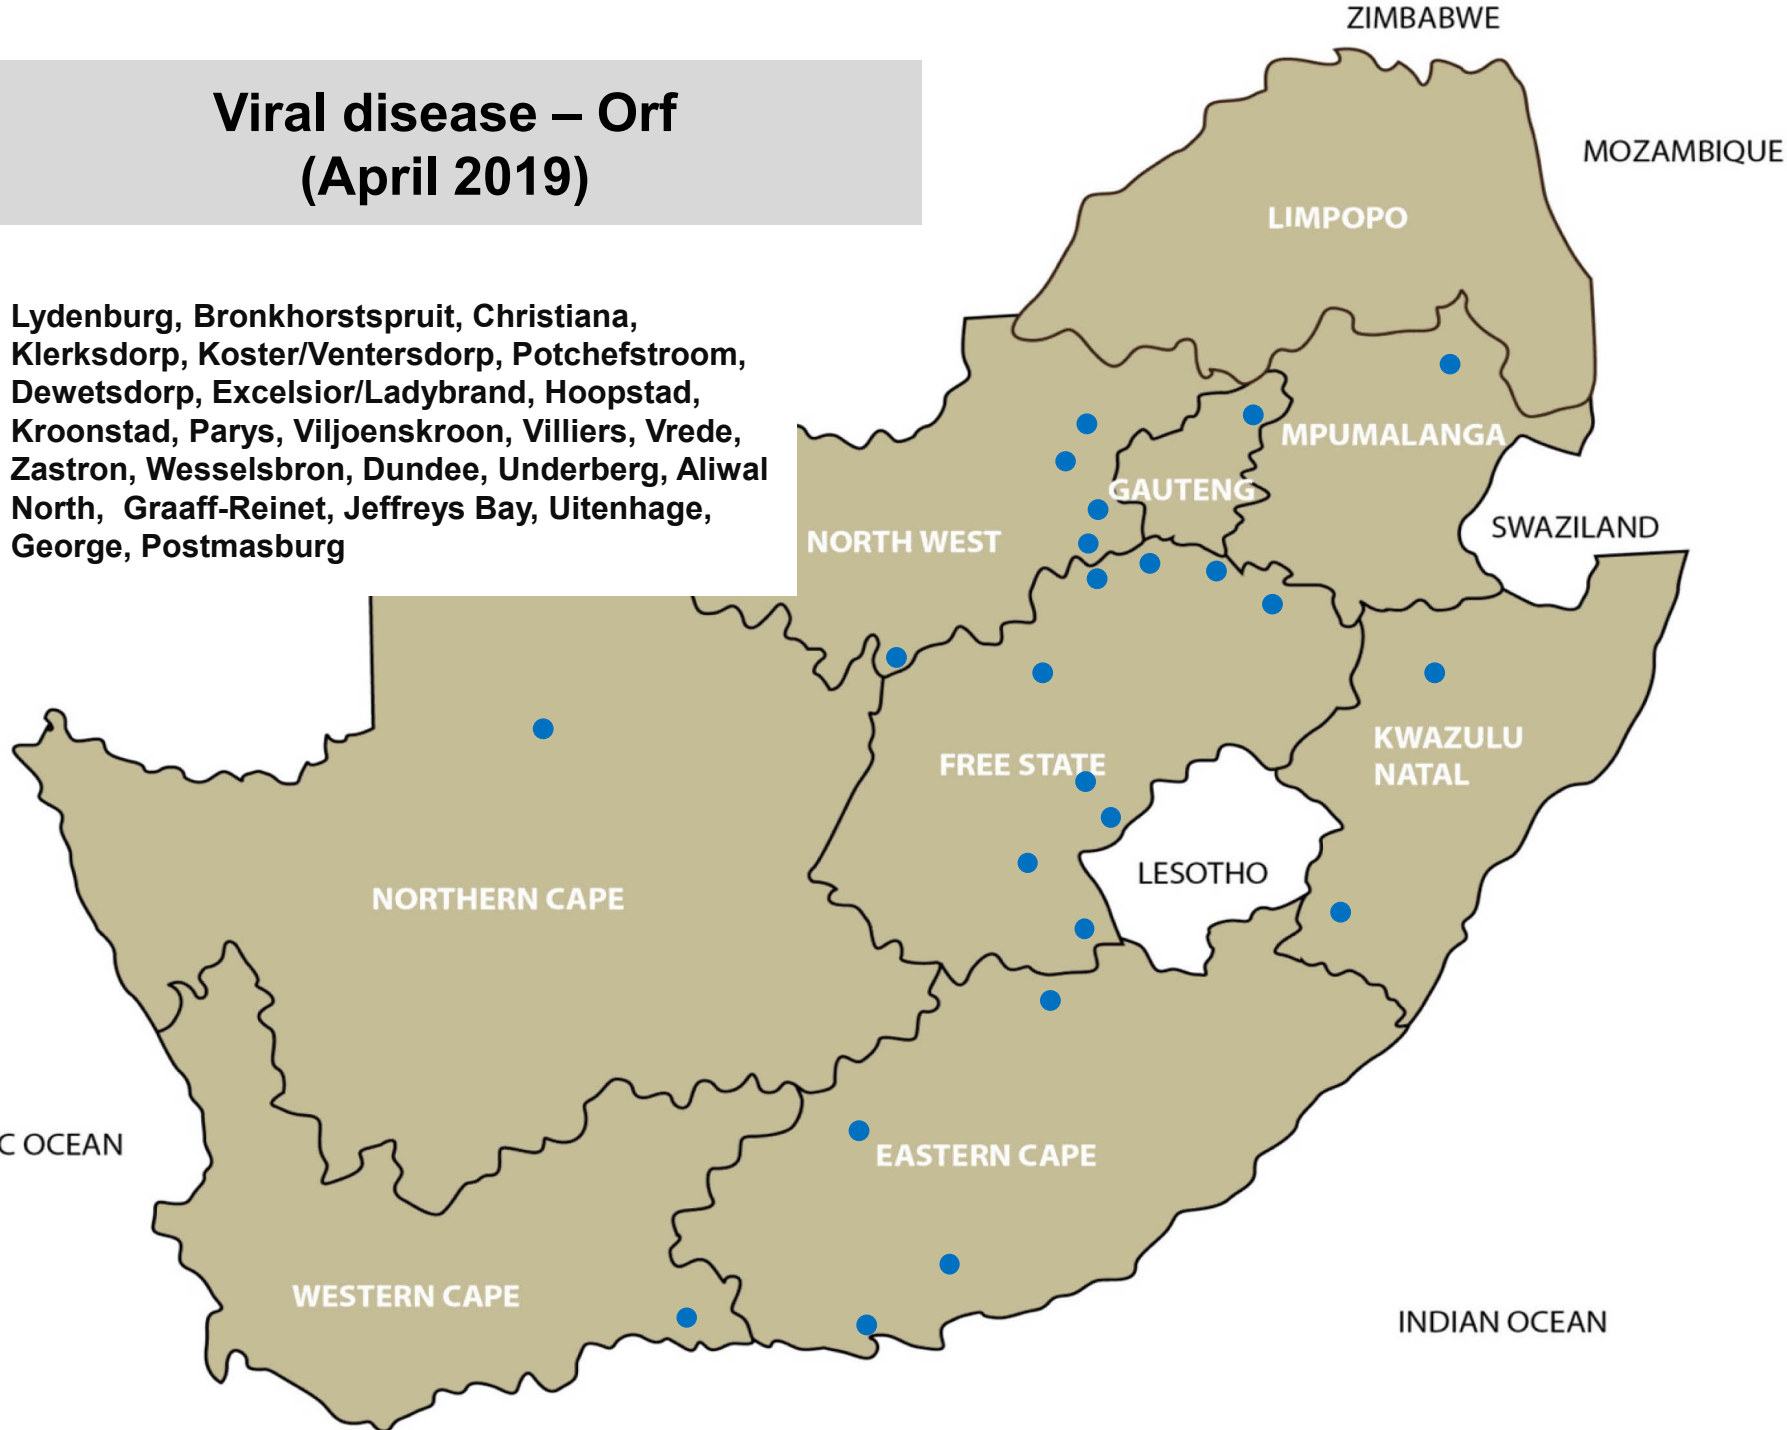 ZIMBABWE
Viral disease – Orf
(April 2019)
MOZAMBIQUE
LIMPOPO
Lydenburg, Bronkhorstspruit, Christiana,
Klerksdorp, Koster/Ventersdorp, Potchefstroom,
Dewetsdorp, Excelsior/Ladybrand, Hoopstad,
Kroonstad, Parys, Viljoenskroon, Villiers, Vrede,
Zastron, Wesselsbron, Dundee, Underberg, Aliwal
North, Graaff-Reinet, Jeffreys Bay, Uitenhage,
George, Postmasburg
MPUMALANGA
GAUTENG
SWAZILAND
NORTH WEST
KWAZULU
NATAL
FREE STATE
LESOTHO
NORTHERN CAPE
C OCEAN
EASTERN CAPE
WESTERN CAPE
INDIAN OCEAN